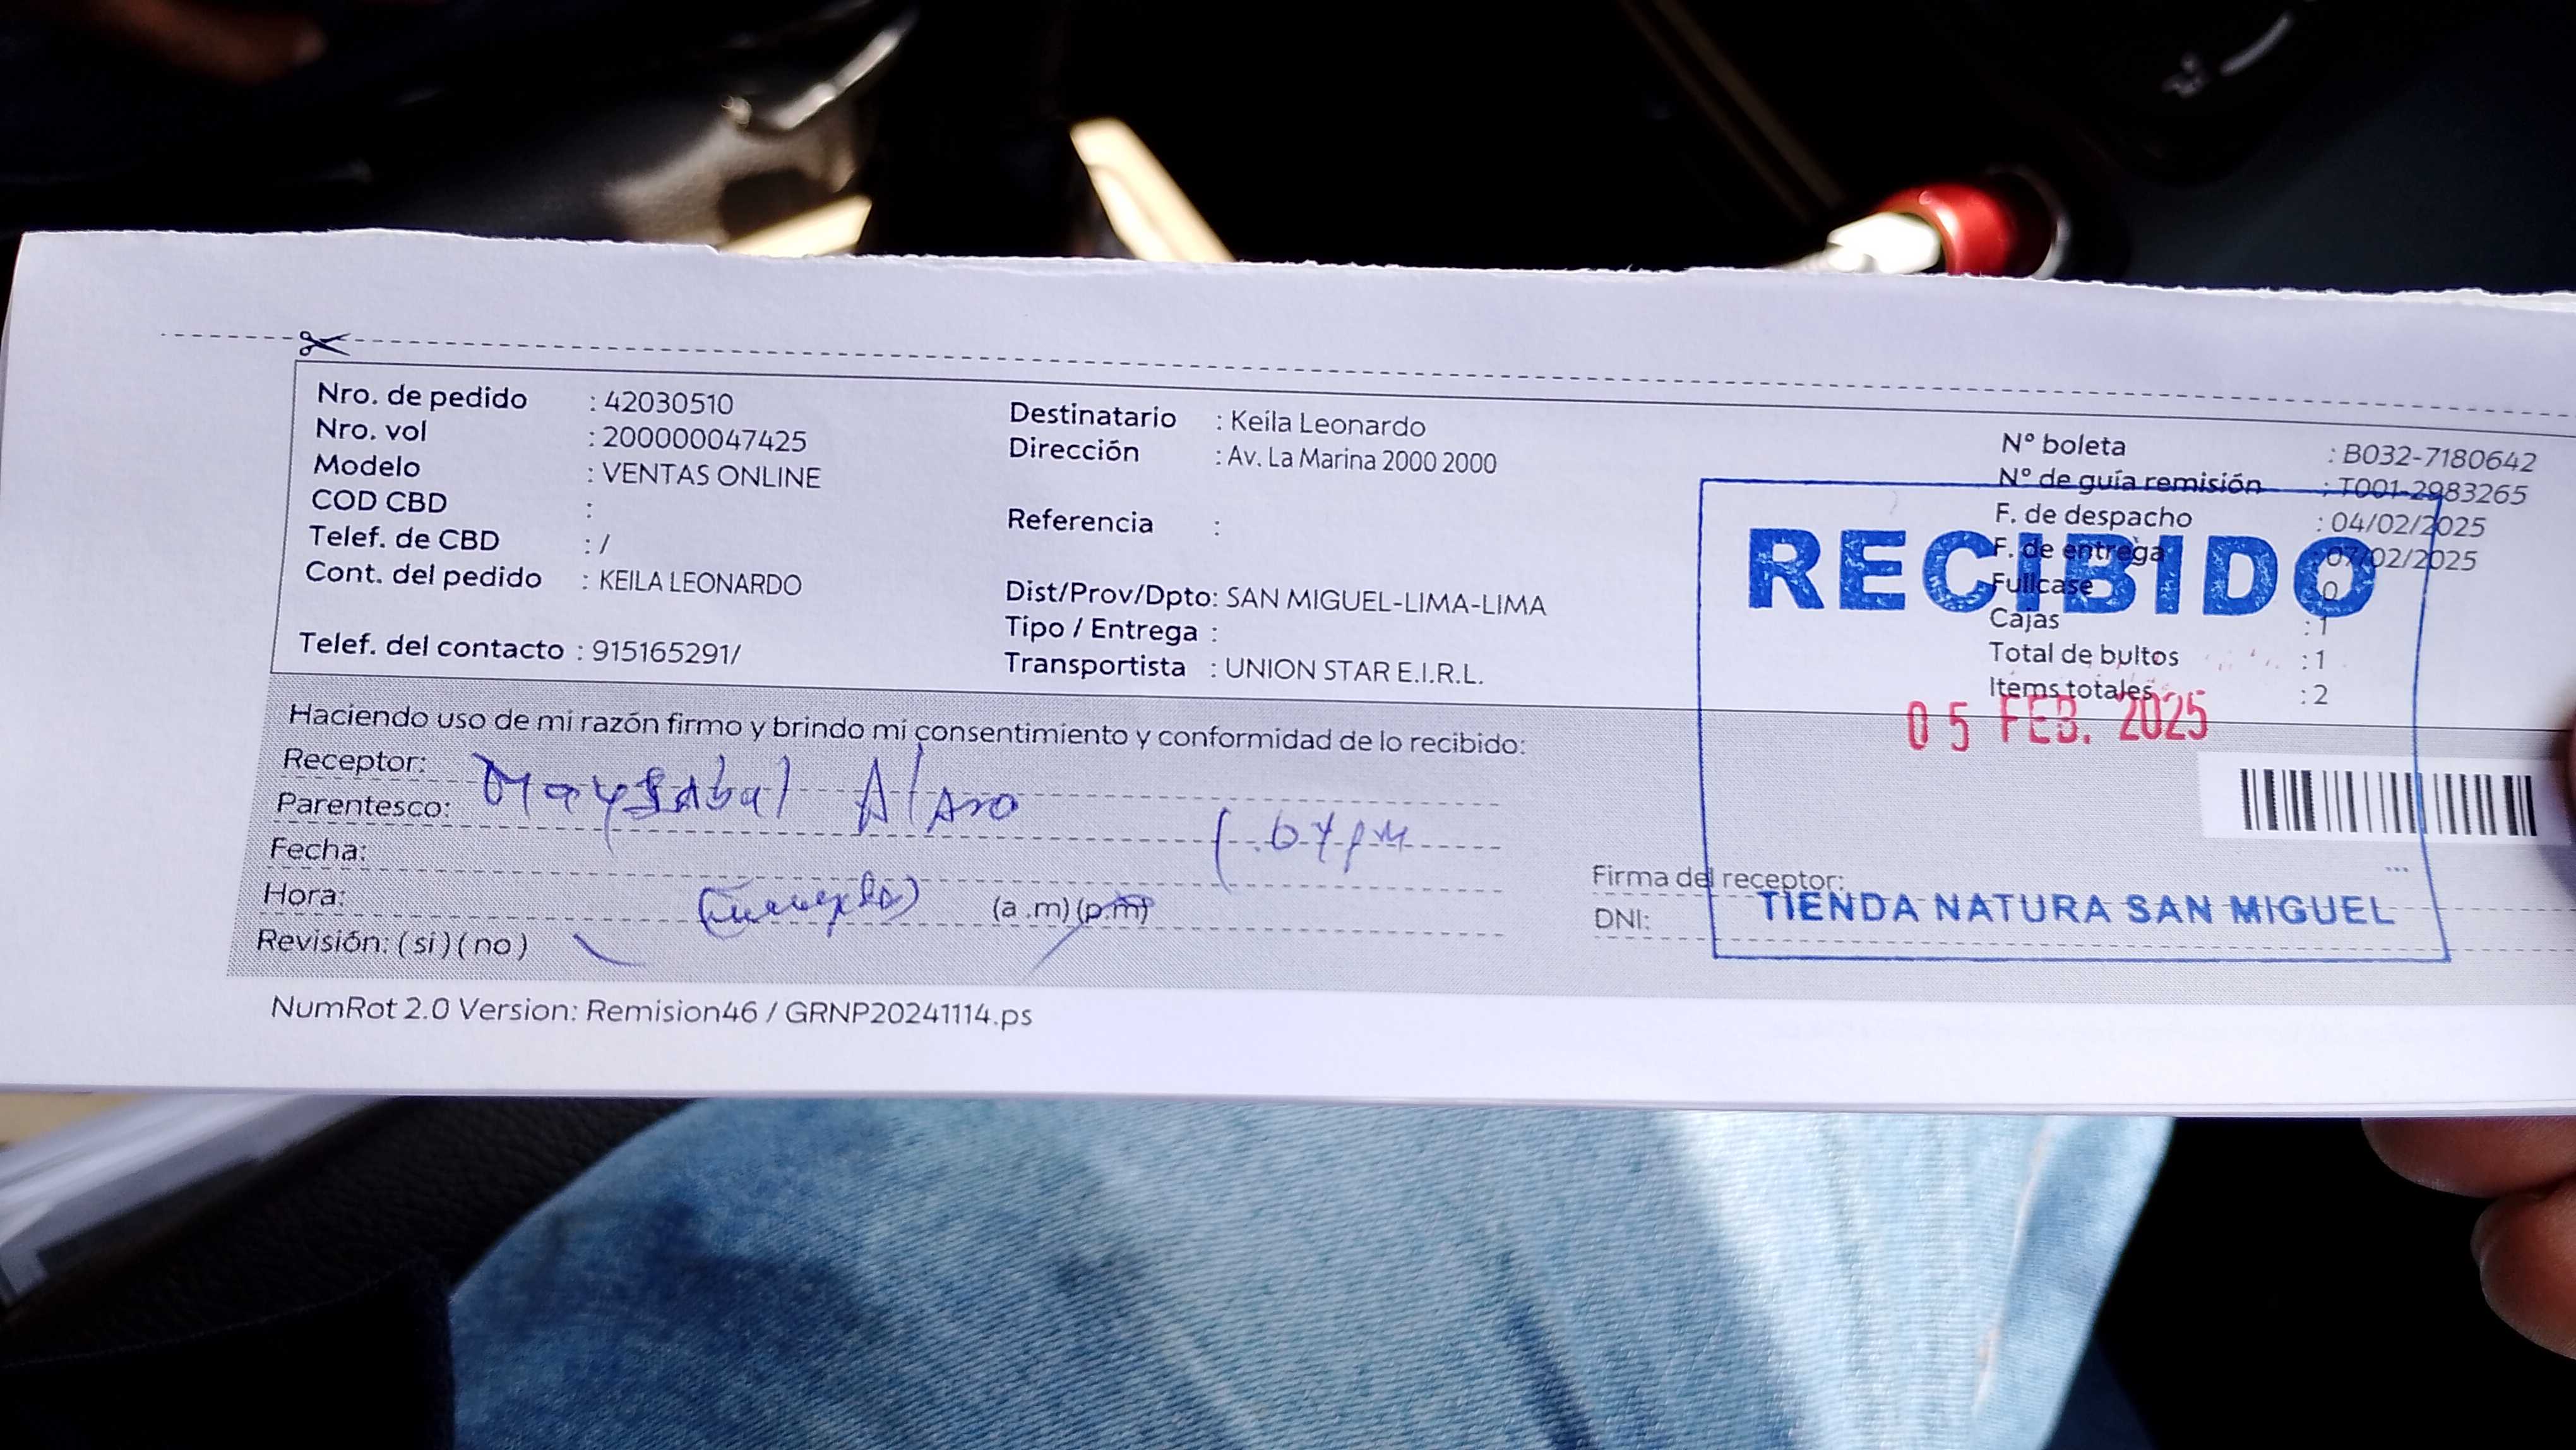 Nro. de pedido : 42030510
Nro. vol : 200000047425
Modelo : VENTAS ONLINE
COD CBD :
Telef. de CBD : /
Cont. del pedido : KEILA LEONARDO
Telef. del contacto : 915165291/
Destinatario : Keila Leonardo
Dirección : Av. La Marina 2000 2000
Referencia :
Dist/Prov/Dpto: SAN MIGUEL-LIMA-LIMA
Tipo / Entrega :
Transportista : UNION STAR E.I.R.L.
N° boleta : B032-7180642
N° de guía remisión : T001-2983265
F. de despacho : 04/02/2025
F. de entrega : 07/02/2025
Fullcase : 0
Cajas : 1
Total de bultos : 1
Items totales : 2
RECIBIDO
05 FEB. 2025
TIENDA NATURA SAN MIGUEL
Haciendo uso de mi razón firmo y brindo mi consentimiento y conformidad de lo recibido:
Receptor:
Parentesco:
Fecha:
Hora: (a .m) (p.m)
Revisión: ( si ) ( no )
Firma del receptor:
DNI:
NumRot 2.0 Version: Remision46 / GRNP20241114.ps